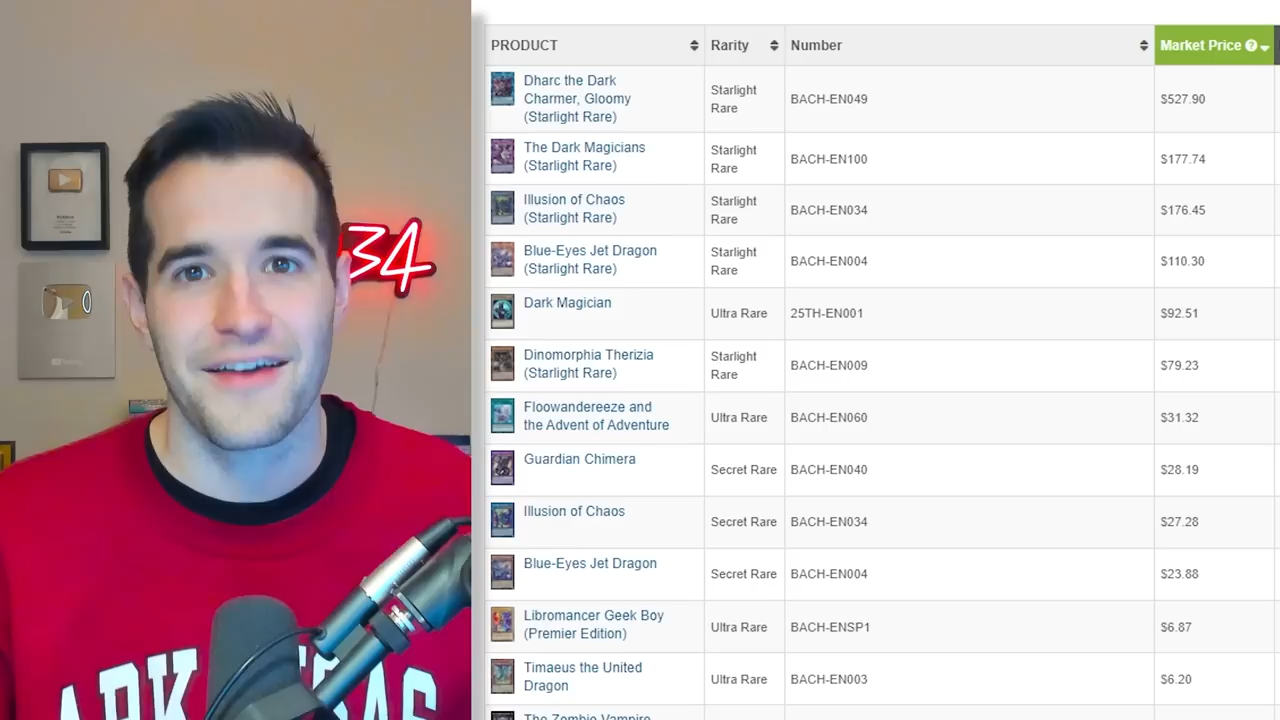 34
ARK
AS
PRODUCT Rarity Number Market Price ?
Dharc the Dark
Charmer, Gloomy
(Starlight Rare)
Starlight
Rare
BACH-EN049
$527.90
The Dark Magicians
(Starlight Rare)
Starlight
Rare
BACH-EN100
$177.74
Illusion of Chaos
(Starlight Rare)
Starlight
Rare
BACH-EN034
$176.45
Blue-Eyes Jet Dragon
(Starlight Rare)
Starlight
Rare
BACH-EN004
$110.30
Dark Magician
Ultra Rare
25TH-EN001
$92.51
Dinomorphia Therizia
(Starlight Rare)
Starlight
Rare
BACH-EN009
$79.23
Floowandereeze and
the Advent of Adventure
Ultra Rare
BACH-EN060
$31.32
Guardian Chimera
Secret Rare
BACH-EN040
$28.19
Illusion of Chaos
Secret Rare
BACH-EN034
$27.28
Blue-Eyes Jet Dragon
Secret Rare
BACH-EN004
$23.88
Libromancer Geek Boy
(Premier Edition)
Ultra Rare
BACH-ENSP1
$6.87
Timaeus the United
Dragon
Ultra Rare
BACH-EN003
$6.20
The Zombie Vampire